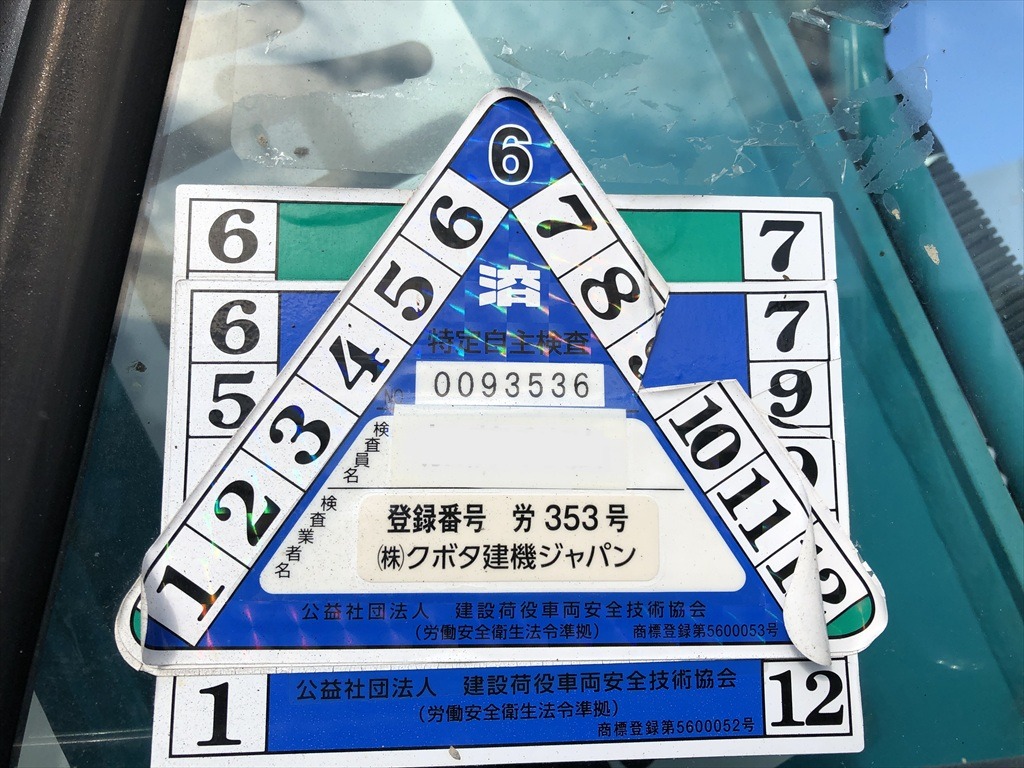 6
6 6 7 7
6 5 8 7
済
特定自主検査
5 4 9
No 0093536
3 10
検査員名
2 11
検査業者名
登録番号 労353号
㈱クボタ建機ジャパン
1 12
公益社団法人 建設荷役車両安全技術協会
(労働安全衛生法令準拠) 商標登録第5600053号
1 12
公益社団法人 建設荷役車両安全技術協会
(労働安全衛生法令準拠)
商標登録第5600052号